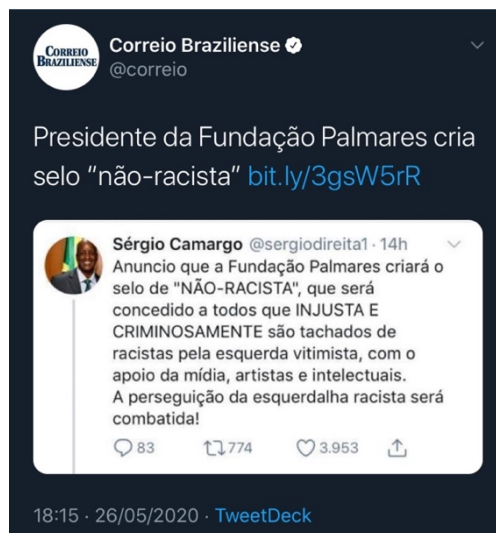 CORREIO
BRAZILIENSE
Correio Braziliense
@correio
Presidente da Fundação Palmares cria
selo “não-racista” bit.ly/3gsW5rR
Sérgio Camargo @sergiodireita1 · 14h
Anuncio que a Fundação Palmares criará o
selo de "NÃO-RACISTA", que será
concedido a todos que INJUSTA E
CRIMINOSAMENTE são tachados de
racistas pela esquerda vitimista, com o
apoio da mídia, artistas e intelectuais.
A perseguição da esquerdalha racista será
combatida!
83 774 3.953
18:15 · 26/05/2020 · TweetDeck